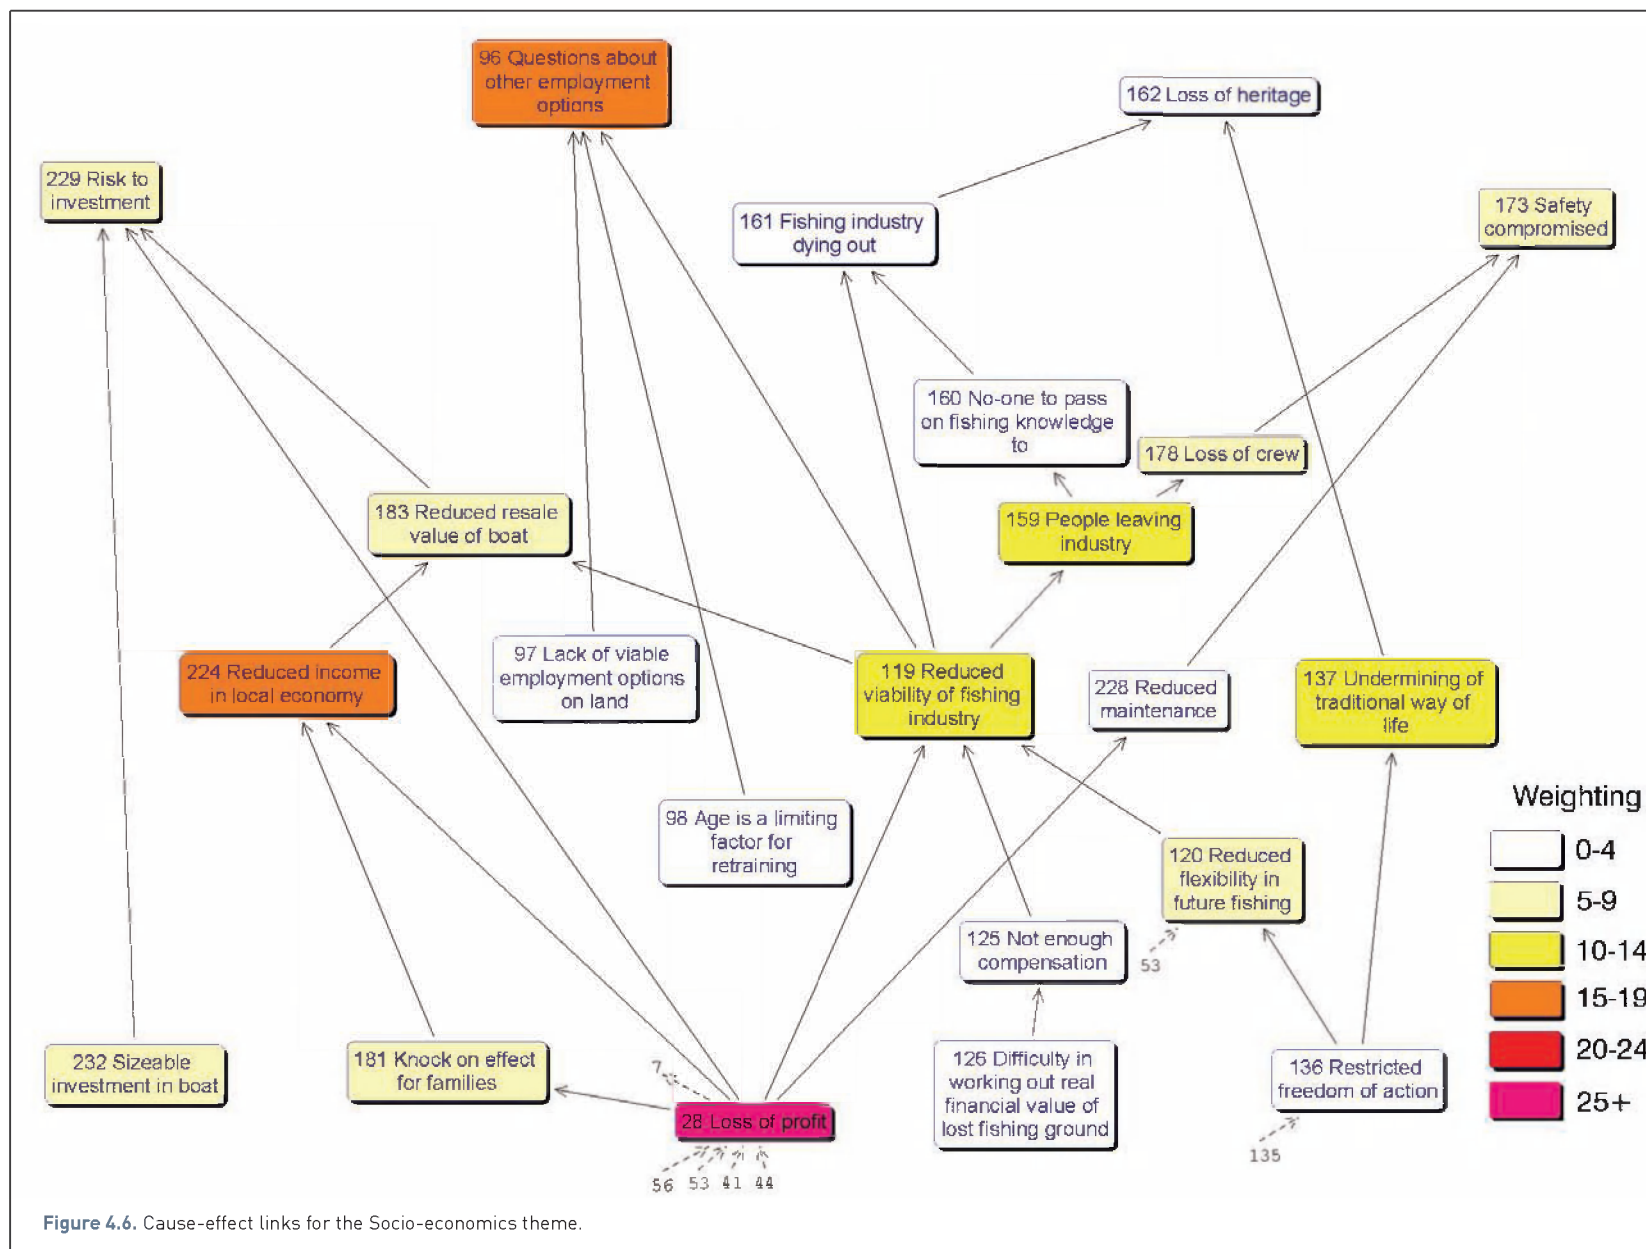 96 Questions about
other employment
options
162 Loss of heritage
229 Risk to
investment
161 Fishing industry
dying out
173 Safety
compromised
160 No-one to pass
on fishing knowledge
to
178 Loss of crew
183 Reduced resale
value of boat
159 People leaving
industry
224 Reduced income
in local economy
97 Lack of viable
employment options
on land
119 Reduced
viability of fishing
industry
228 Reduced
maintenance
137 Undermining of
traditional way of
life
98 Age is a limiting
factor for
retraining
120 Reduced
flexibility in
future fishing
125 Not enough
compensation
53
232 Sizeable
investment in boat
181 Knock on effect
for families
7
28 Loss of profit
56 53 41 44
126 Difficulty in
working out real
financial value of
lost fishing ground
136 Restricted
freedom of action
135
Weighting
0-4
5-9
10-14
15-19
20-24
25+
Figure 4.6. Cause-effect links for the Socio-economics theme.